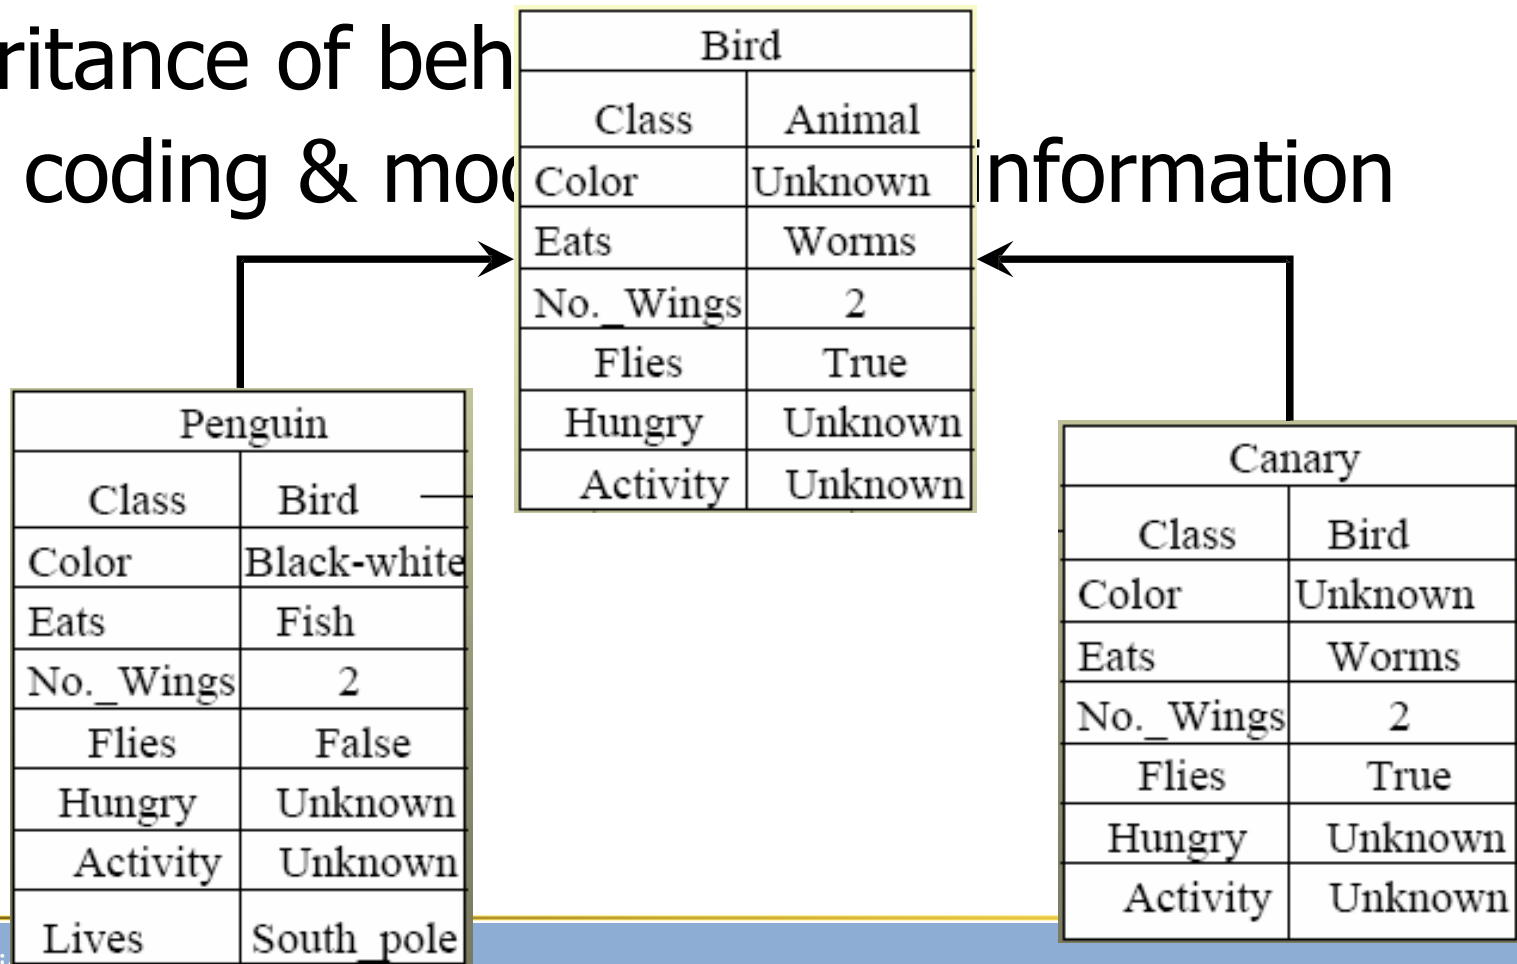 ritance of beh
coding & mo information
Bird
Class Animal
Color Unknown
Eats Worms
No._Wings 2
Flies True
Hungry Unknown
Activity Unknown
Penguin
Class Bird
Color Black-white
Eats Fish
No._Wings 2
Flies False
Hungry Unknown
Activity Unknown
Lives South_pole
Canary
Class Bird
Color Unknown
Eats Worms
No._Wings 2
Flies True
Hungry Unknown
Activity Unknown